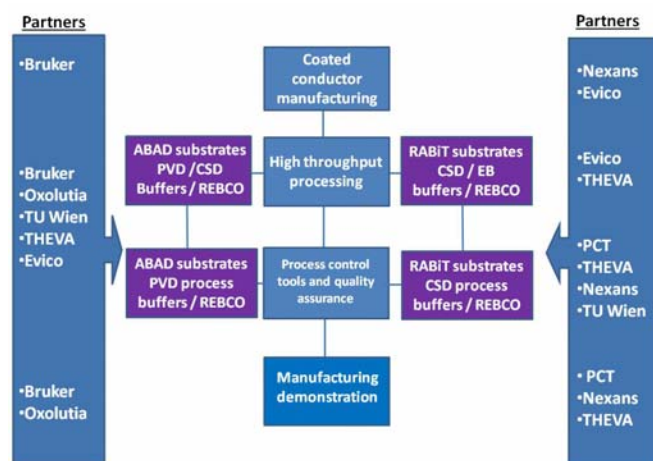 Partners
•Bruker
•Bruker
•Oxolutia
•TU Wien
•THEVA
•Evico
•Bruker
•Oxolutia
Coated
conductor
manufacturing
ABAD substrates
PVD /CSD
Buffers/ REBCO
High throughput
processing
RABiT substrates
CSD / EB
buffers/ REBCO
ABAD substrates
PVD process
buffers / REBCO
Process control
tools and quality
assurance
RABiT substrates
CSD process
buffers / REBCO
Manufacturing
demonstration
Partners
•Nexans
•Evico
•Evico
•THEVA
•PCT
•THEVA
•Nexans
•TU Wien
• PCT
•Nexans
•THEVA